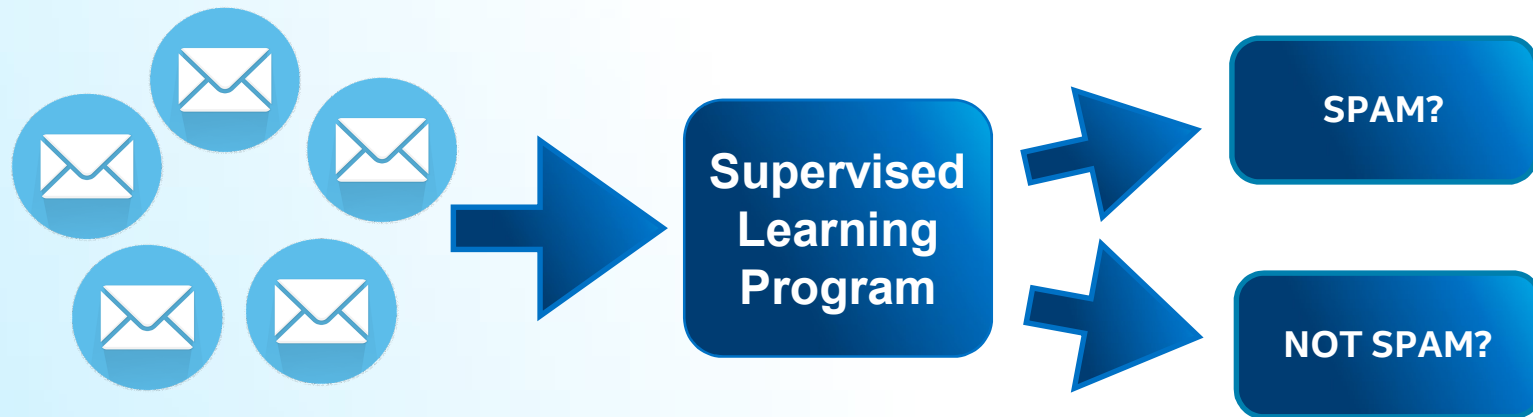 Supervised
Learning
Program
SPAM?
NOT SPAM?